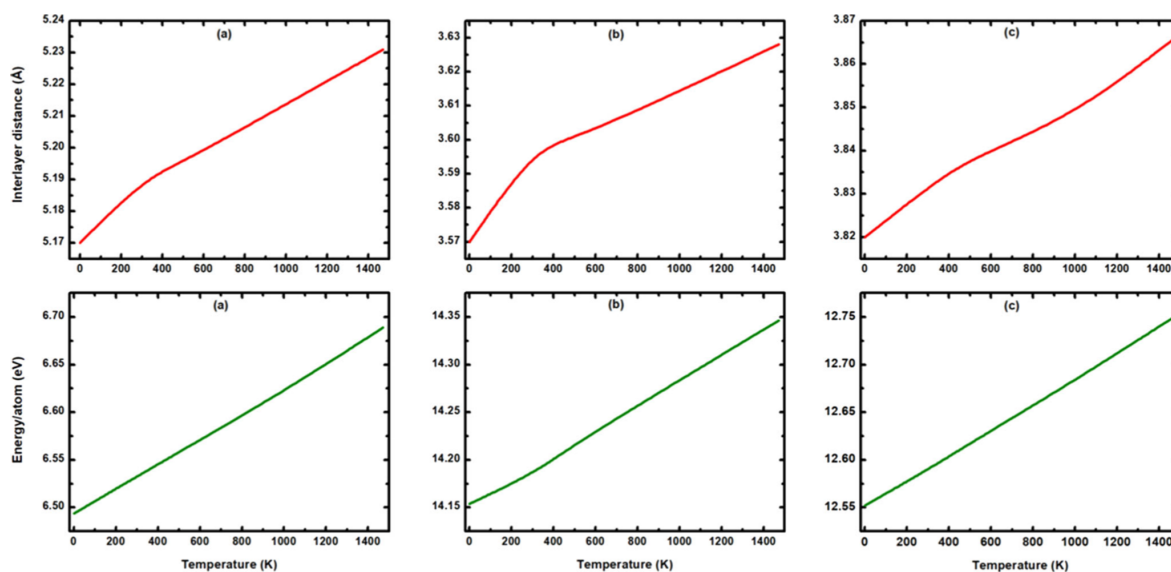 (a)
Interlayer distance (Å)
5.24
5.23
5.22
5.21
5.20
5.19
5.18
5.17
0 200 400 600 800 1000 1200 1400
(b)
3.63
3.62
3.61
3.60
3.59
3.58
3.57
0 200 400 600 800 1000 1200 1400
(c)
3.87
3.86
3.85
3.84
3.83
3.82
0 200 400 600 800 1000 1200 1400
(a)
Energy/atom (eV)
6.70
6.65
6.60
6.55
6.50
0 200 400 600 800 1000 1200 1400
Temperature (K)
(b)
14.35
14.30
14.25
14.20
14.15
0 200 400 600 800 1000 1200 1400
Temperature (K)
(c)
12.75
12.70
12.65
12.60
12.55
0 200 400 600 800 1000 1200 1400
Temperature (K)